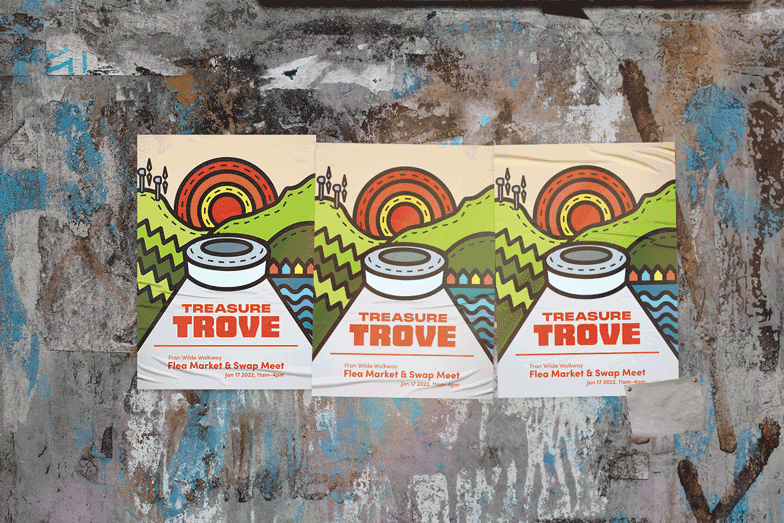 TREASURE
TROVE
Fran Wilde Walkway
Flea Market & Swap Meet
Jan 17 2022, 11am-4pm
TREASURE
TROVE
Fran Wilde Walkway
Flea Market & Swap Meet
Jan 17 2022, 11am-4pm
TREASURE
TROVE
Fran Wilde Walkway
Flea Market & Swap Meet
Jan 17 2022, 11am-4pm